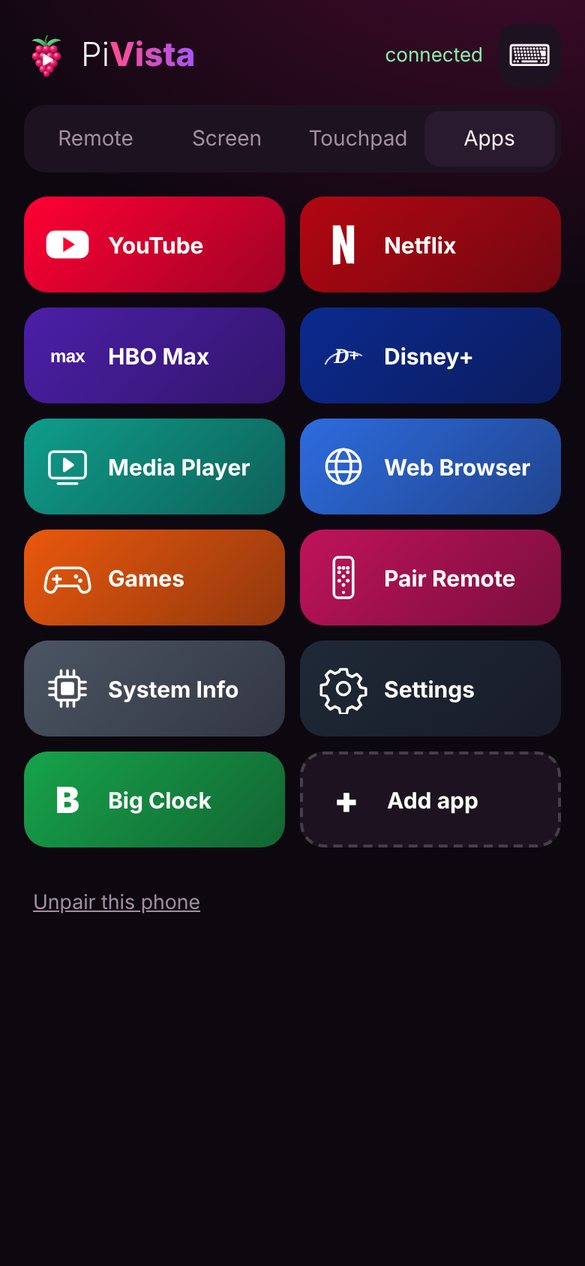 PiVista
connected
Remote Screen Touchpad Apps
YouTube
Netflix
max HBO Max
D+ Disney+
Media Player
Web Browser
Games
Pair Remote
System Info
Settings
B Big Clock
+ Add app
Unpair this phone